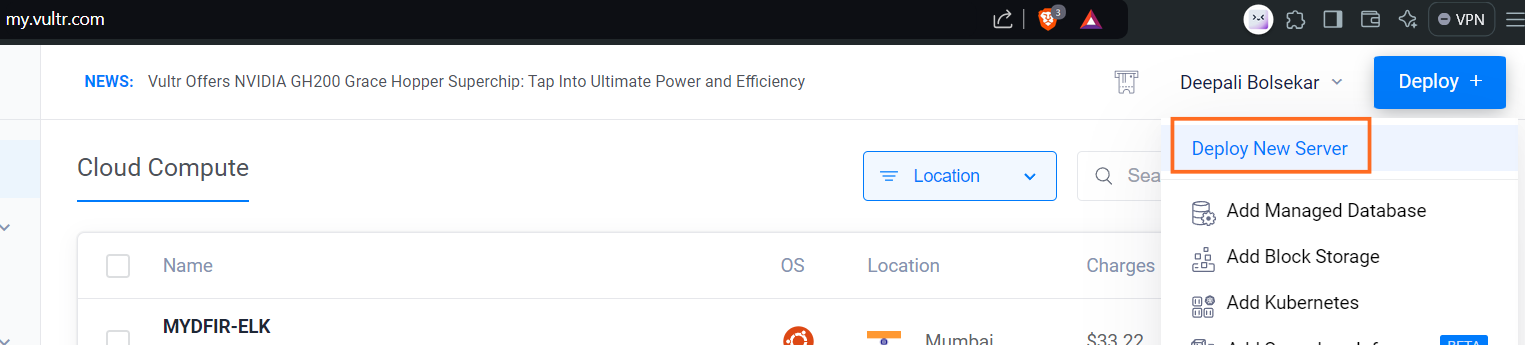 my.vultr.com
3
VPN
NEWS: Vultr Offers NVIDIA GH200 Grace Hopper Superchip: Tap Into Ultimate Power and Efficiency
Deepali Bolsekar
Deploy +
Deploy New Server
Cloud Compute
Location
Sea
Add Managed Database
Add Block Storage
Add Kubernetes
Name OS Location Charges
MYDFIR-ELK
Mumbai $33.22
BETA